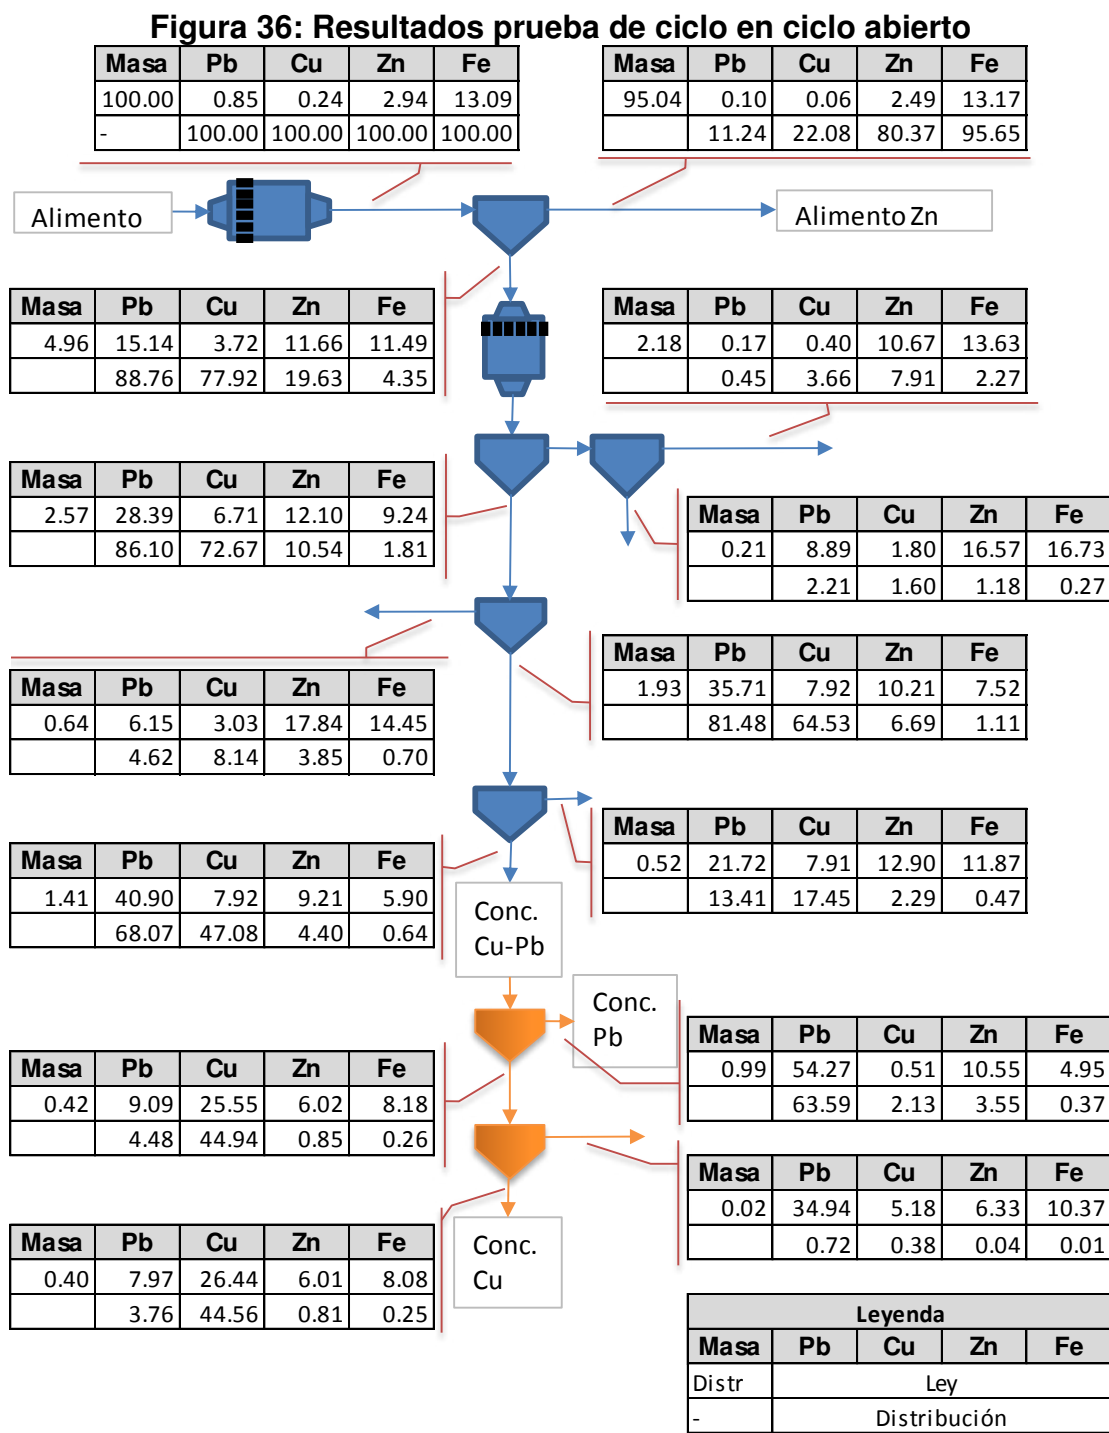 Figura 36: Resultados prueba de ciclo en ciclo abierto
Masa Pb Cu Zn Fe
100.00 0.85 0.24 2.94 13.09
- 100.00 100.00 100.00 100.00
Masa Pb Cu Zn Fe
95.04 0.10 0.06 2.49 13.17
11.24 22.08 80.37 95.65
Alimento
Alimento Zn
Masa Pb Cu Zn Fe
4.96 15.14 3.72 11.66 11.49
88.76 77.92 19.63 4.35
Masa Pb Cu Zn Fe
2.18 0.17 0.40 10.67 13.63
0.45 3.66 7.91 2.27
Masa Pb Cu Zn Fe
2.57 28.39 6.71 12.10 9.24
86.10 72.67 10.54 1.81
Masa Pb Cu Zn Fe
0.21 8.89 1.80 16.57 16.73
2.21 1.60 1.18 0.27
Masa Pb Cu Zn Fe
1.93 35.71 7.92 10.21 7.52
81.48 64.53 6.69 1.11
Masa Pb Cu Zn Fe
0.64 6.15 3.03 17.84 14.45
4.62 8.14 3.85 0.70
Masa Pb Cu Zn Fe
0.52 21.72 7.91 12.90 11.87
13.41 17.45 2.29 0.47
Masa Pb Cu Zn Fe
1.41 40.90 7.92 9.21 5.90
68.07 47.08 4.40 0.64
Conc.
Cu-Pb
Conc.
Pb
Masa Pb Cu Zn Fe
0.99 54.27 0.51 10.55 4.95
63.59 2.13 3.55 0.37
Masa Pb Cu Zn Fe
0.42 9.09 25.55 6.02 8.18
4.48 44.94 0.85 0.26
Masa Pb Cu Zn Fe
0.02 34.94 5.18 6.33 10.37
0.72 0.38 0.04 0.01
Masa Pb Cu Zn Fe
0.40 7.97 26.44 6.01 8.08
3.76 44.56 0.81 0.25
Conc.
Cu
Leyenda
Masa Pb Cu Zn Fe
Distr Ley
- Distribución